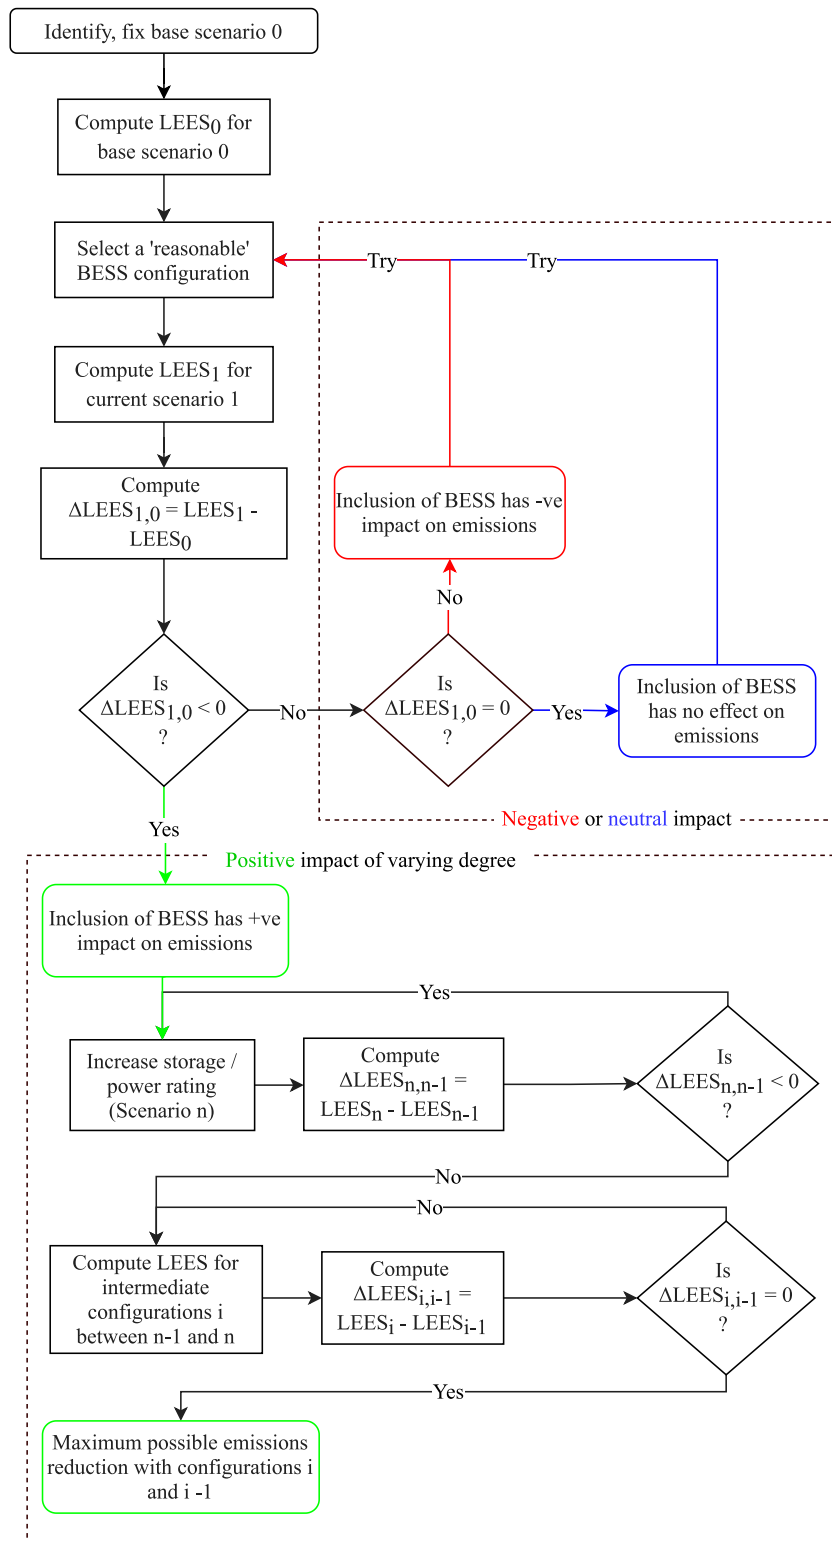 Identify, fix base scenario 0
Compute LEES0 for
base scenario 0
Select a 'reasonable'
BESS configuration
Try
Try
Compute LEES1 for
current scenario 1
Compute
ΔLEES1,0 = LEES1 -
LEES0
Inclusion of BESS has -ve
impact on emissions
No
Is
ΔLEES1,0 < 0
?
No
Is
ΔLEES1,0 = 0
?
Yes
Inclusion of BESS
has no effect on
emissions
Negative or neutral impact
Yes
Positive impact of varying degree
Inclusion of BESS has +ve
impact on emissions
Yes
Increase storage /
power rating
(Scenario n)
Compute
ΔLEESn,n-1 =
LEESn - LEESn-1
Is
ΔLEESn,n-1 < 0
?
No
No
Compute LEES for
intermediate
configurations i
between n-1 and n
Compute
ΔLEESi,i-1 =
LEESi - LEESi-1
Is
ΔLEESi,i-1 = 0
?
Yes
Maximum possible emissions
reduction with configurations i
and i -1